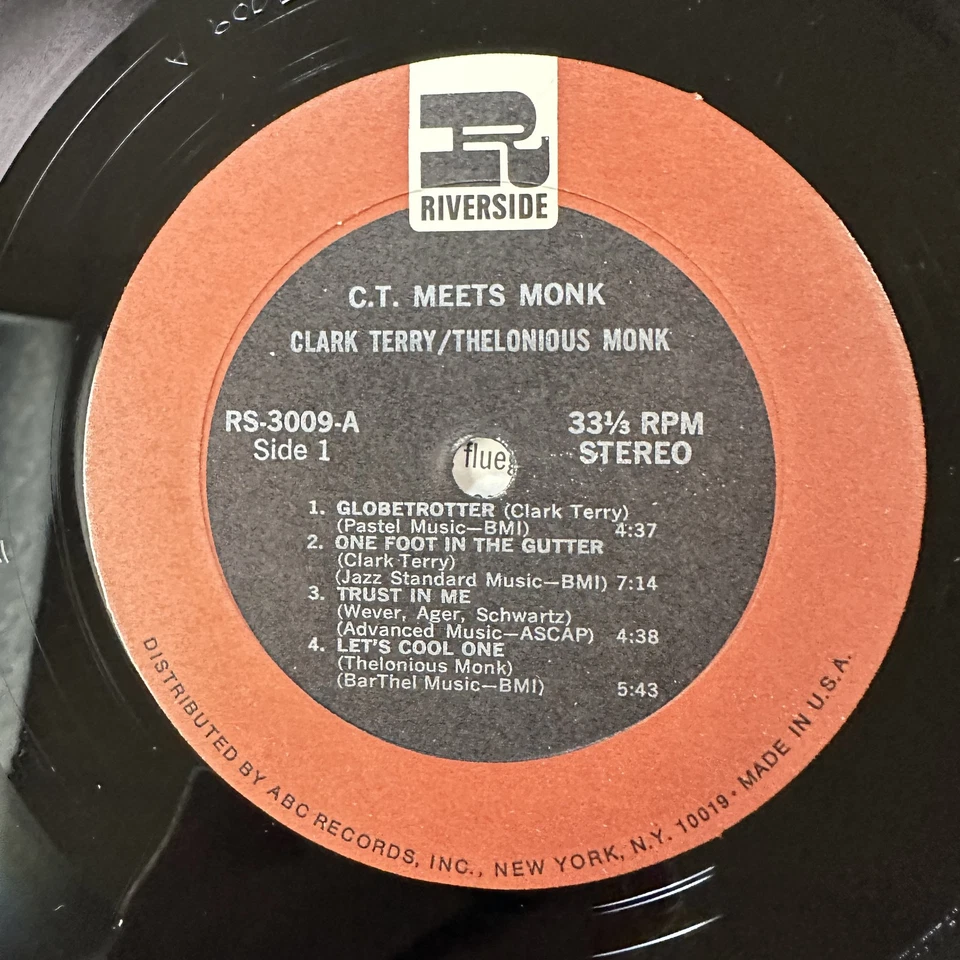 RIVERSIDE
C.T. MEETS MONK
CLARK TERRY/THELONIOUS MONK
RS-3009-A
Side 1
33⅓ RPM
STEREO
flue
1. GLOBETROTTER (Clark Terry)
(Pastel Music—BMI) 4:37
2. ONE FOOT IN THE GUTTER
(Clark Terry)
(Jazz Standard Music—BMI) 7:14
3. TRUST IN ME
(Wever, Ager, Schwartz)
(Advanced Music—ASCAP) 4:38
4. LET'S COOL ONE
(Thelonious Monk)
(BarThel Music—BMI) 5:43
DISTRIBUTED BY ABC RECORDS, INC., NEW YORK, N.Y. 10019 • MADE IN U.S.A.